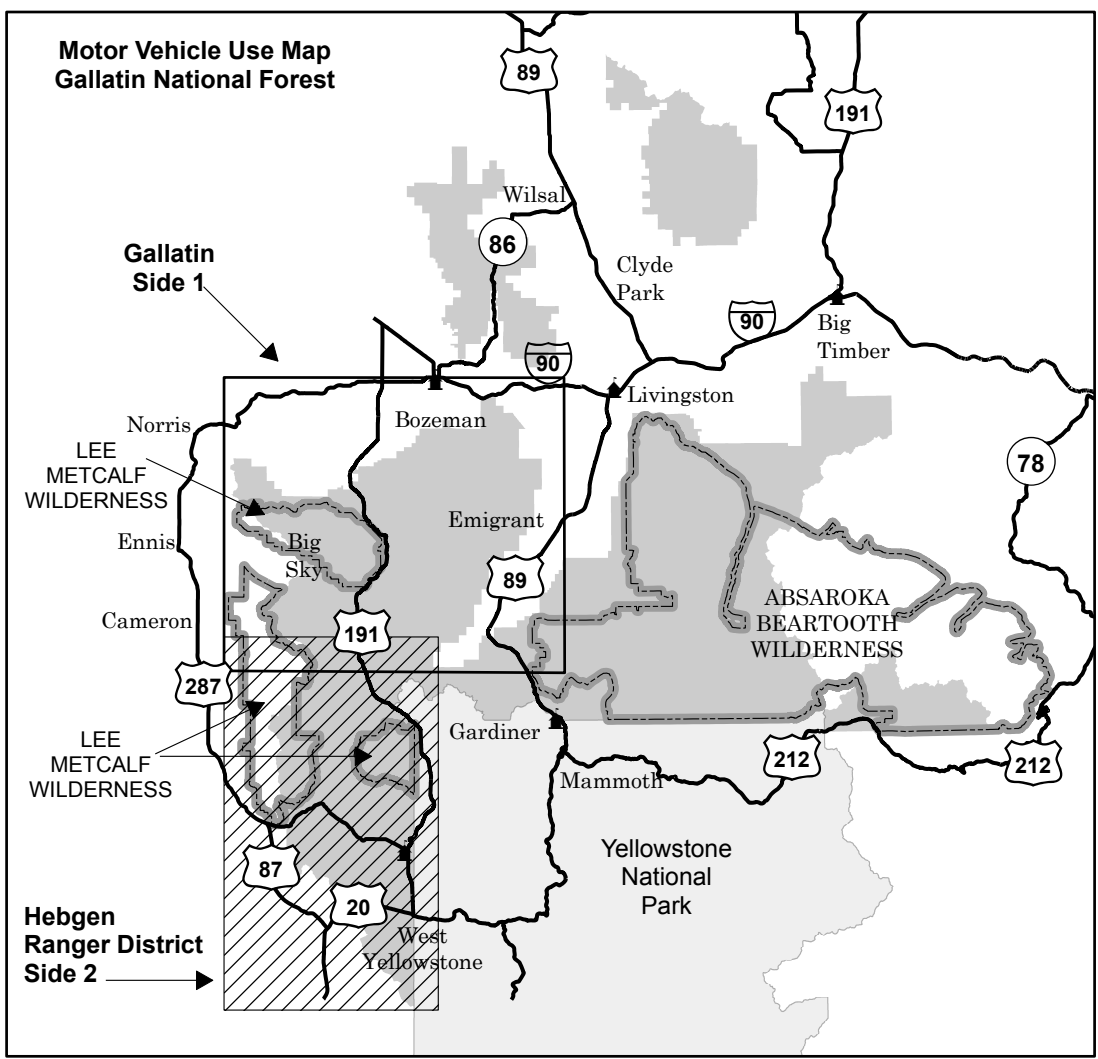 Motor Vehicle Use Map
Gallatin National Forest
89
191
Wilsal
86
Gallatin
Side 1
Clyde
Park
90
Big
Timber
90
Livingston
Bozeman
Norris
LEE
METCALF
WILDERNESS
78
Emigrant
Ennis
Big
Sky
89
ABSAROKA
BEARTOOTH
WILDERNESS
Cameron
191
287
LEE
METCALF
WILDERNESS
Gardiner
212
212
Mammoth
Yellowstone
National
Park
87
20
Hebgen
Ranger District
Side 2
West
Yellowstone